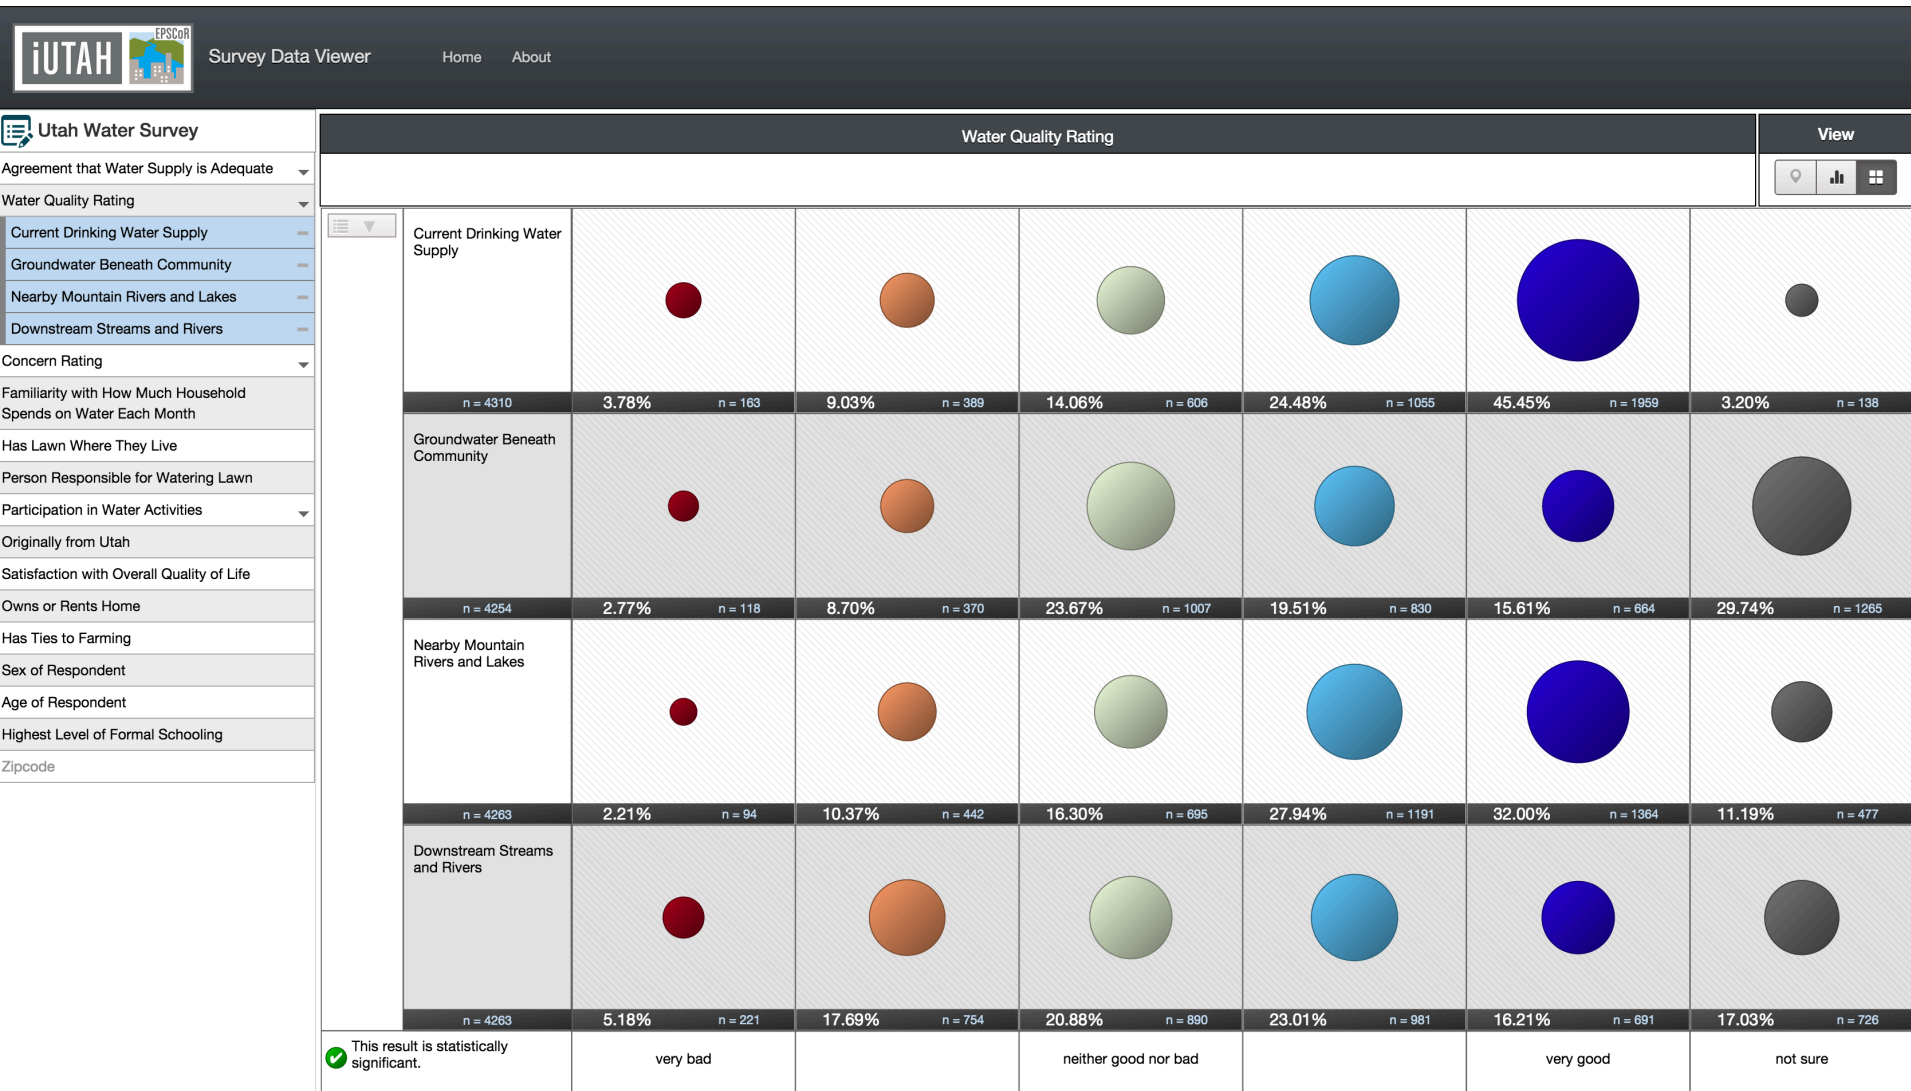 iUTAH
EPSCoR
Survey Data Viewer
Home
About
Utah Water Survey
Agreement that Water Supply is Adequate
Water Quality Rating
Current Drinking Water Supply
Groundwater Beneath Community
Nearby Mountain Rivers and Lakes
Downstream Streams and Rivers
Concern Rating
Familiarity with How Much Household
Spends on Water Each Month
Has Lawn Where They Live
Person Responsible for Watering Lawn
Participation in Water Activities
Originally from Utah
Satisfaction with Overall Quality of Life
Owns or Rents Home
Has Ties to Farming
Sex of Respondent
Age of Respondent
Highest Level of Formal Schooling
Zipcode
Water Quality Rating
View
Current Drinking Water
Supply
n = 4310
3.78% n = 163
9.03% n = 389
14.06% n = 606
24.48% n = 1055
45.45% n = 1959
3.20% n = 138
Groundwater Beneath
Community
n = 4254
2.77% n = 118
8.70% n = 370
23.67% n = 1007
19.51% n = 830
15.61% n = 664
29.74% n = 1265
Nearby Mountain
Rivers and Lakes
n = 4263
2.21% n = 94
10.37% n = 442
16.30% n = 695
27.94% n = 1191
32.00% n = 1364
11.19% n = 477
Downstream Streams
and Rivers
n = 4263
5.18% n = 221
17.69% n = 754
20.88% n = 890
23.01% n = 981
16.21% n = 691
17.03% n = 726
This result is statistically
significant.
very bad
neither good nor bad
very good
not sure